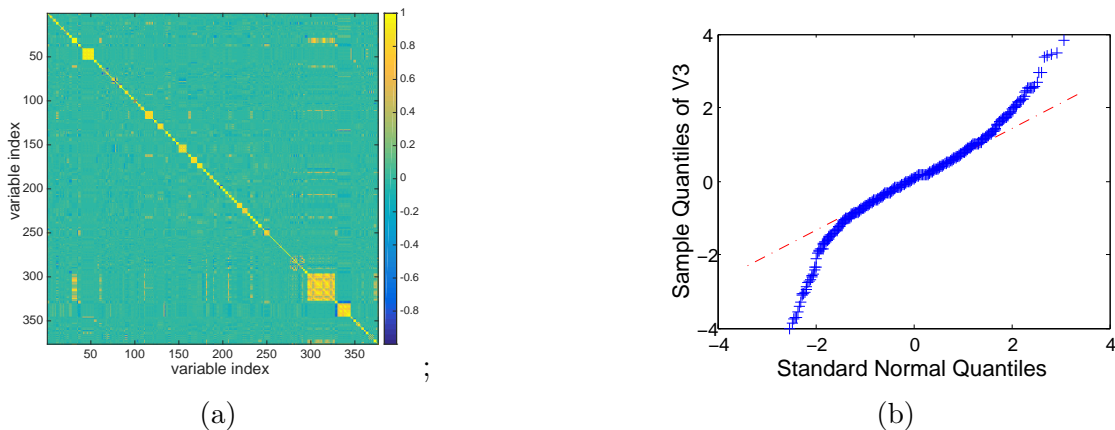 50
100
150
200
250
300
350
variable index
50 100 150 200 250 300 350
variable index
1
0.8
0.6
0.4
0.2
0
-0.2
-0.4
-0.6
-0.8
;
(a)
4
2
0
−2
−4
Sample Quantiles of V3
−4 −2 0 2 4
Standard Normal Quantiles
(b)